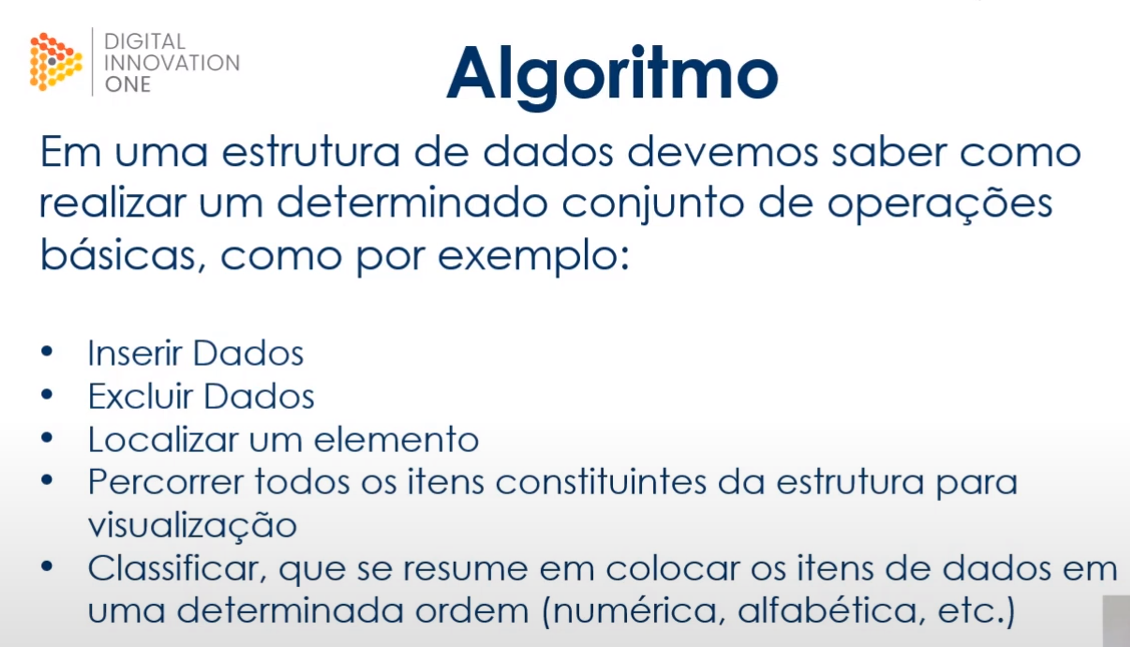 DIGITAL
INNOVATION
ONE
Algoritmo
Em uma estrutura de dados devemos saber como
realizar um determinado conjunto de operações
básicas, como por exemplo:
• Inserir Dados
• Excluir Dados
• Localizar um elemento
• Percorrer todos os itens constituintes da estrutura para
visualização
• Classificar, que se resume em colocar os itens de dados em
uma determinada ordem (numérica, alfabética, etc.)